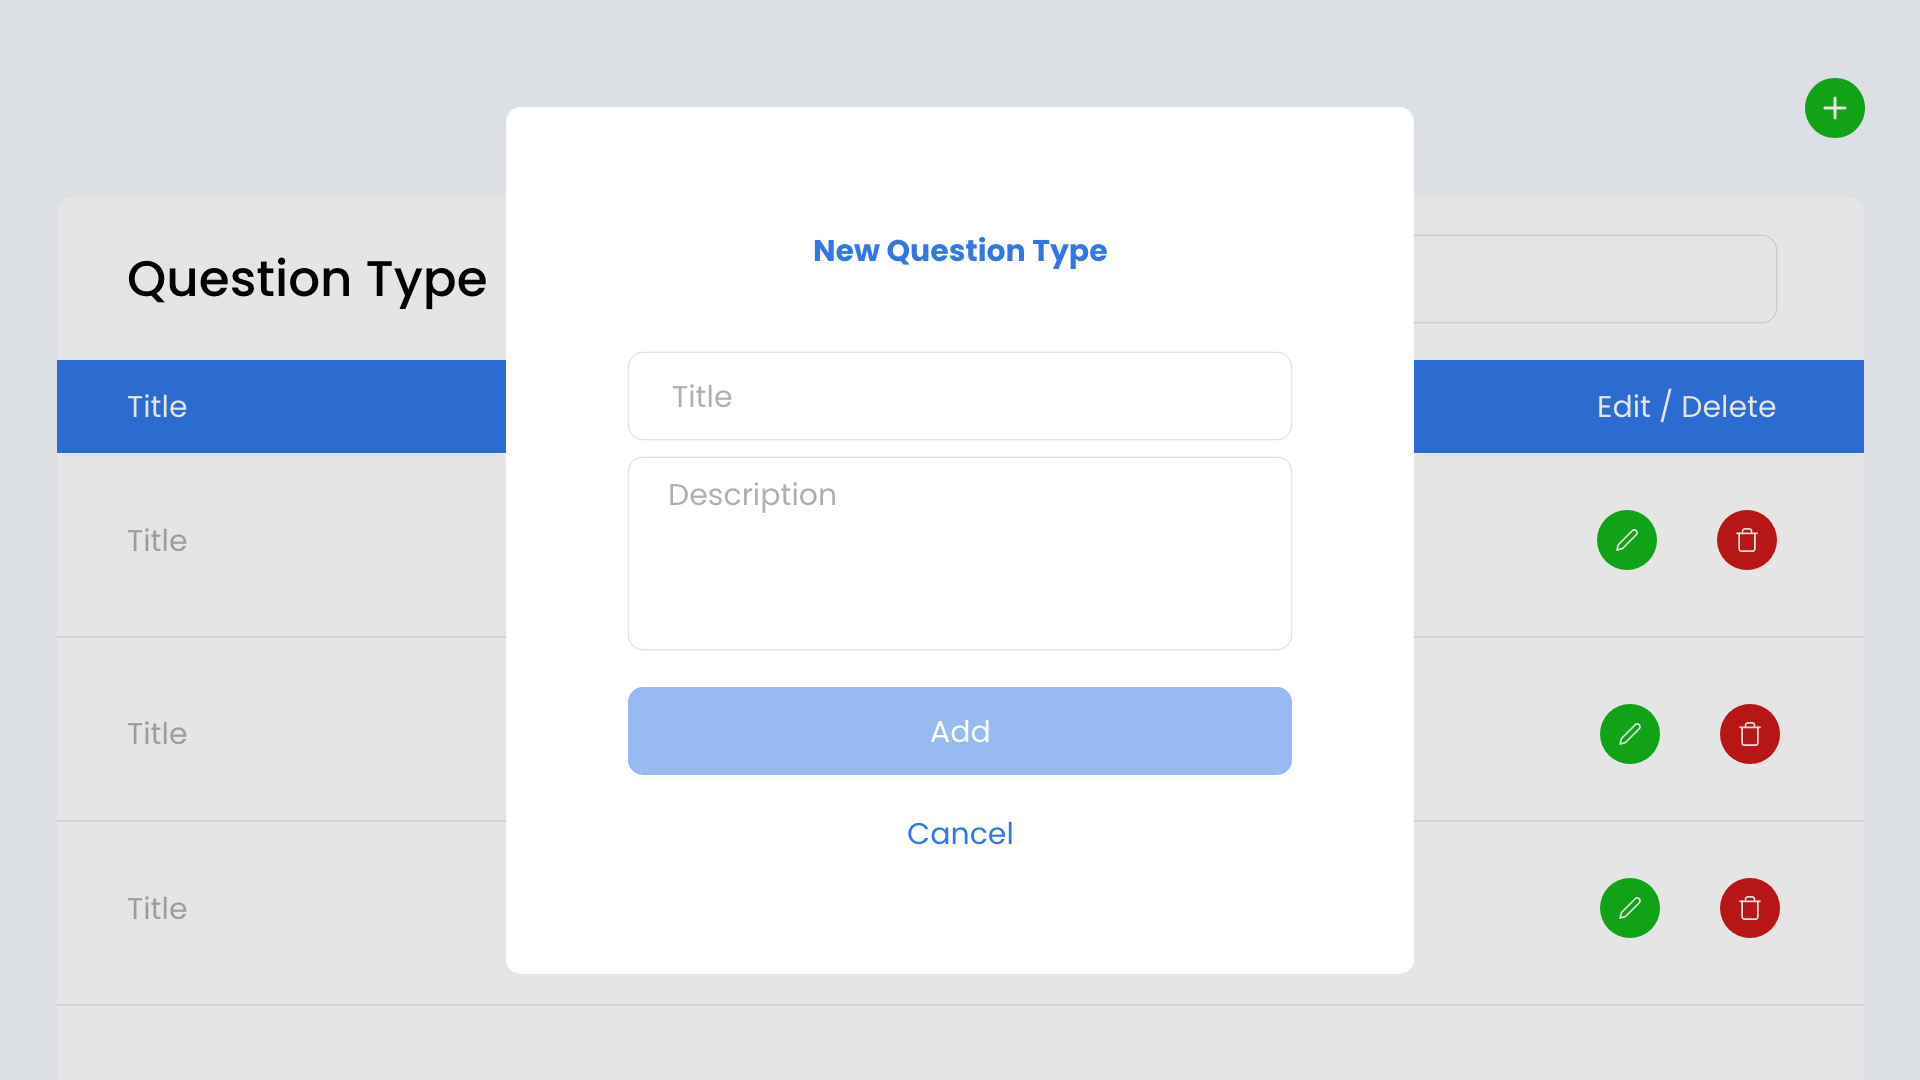 New Question Type
Question Type
Title
Description
Add
Cancel
Title
Edit / Delete
Title
Title
Title